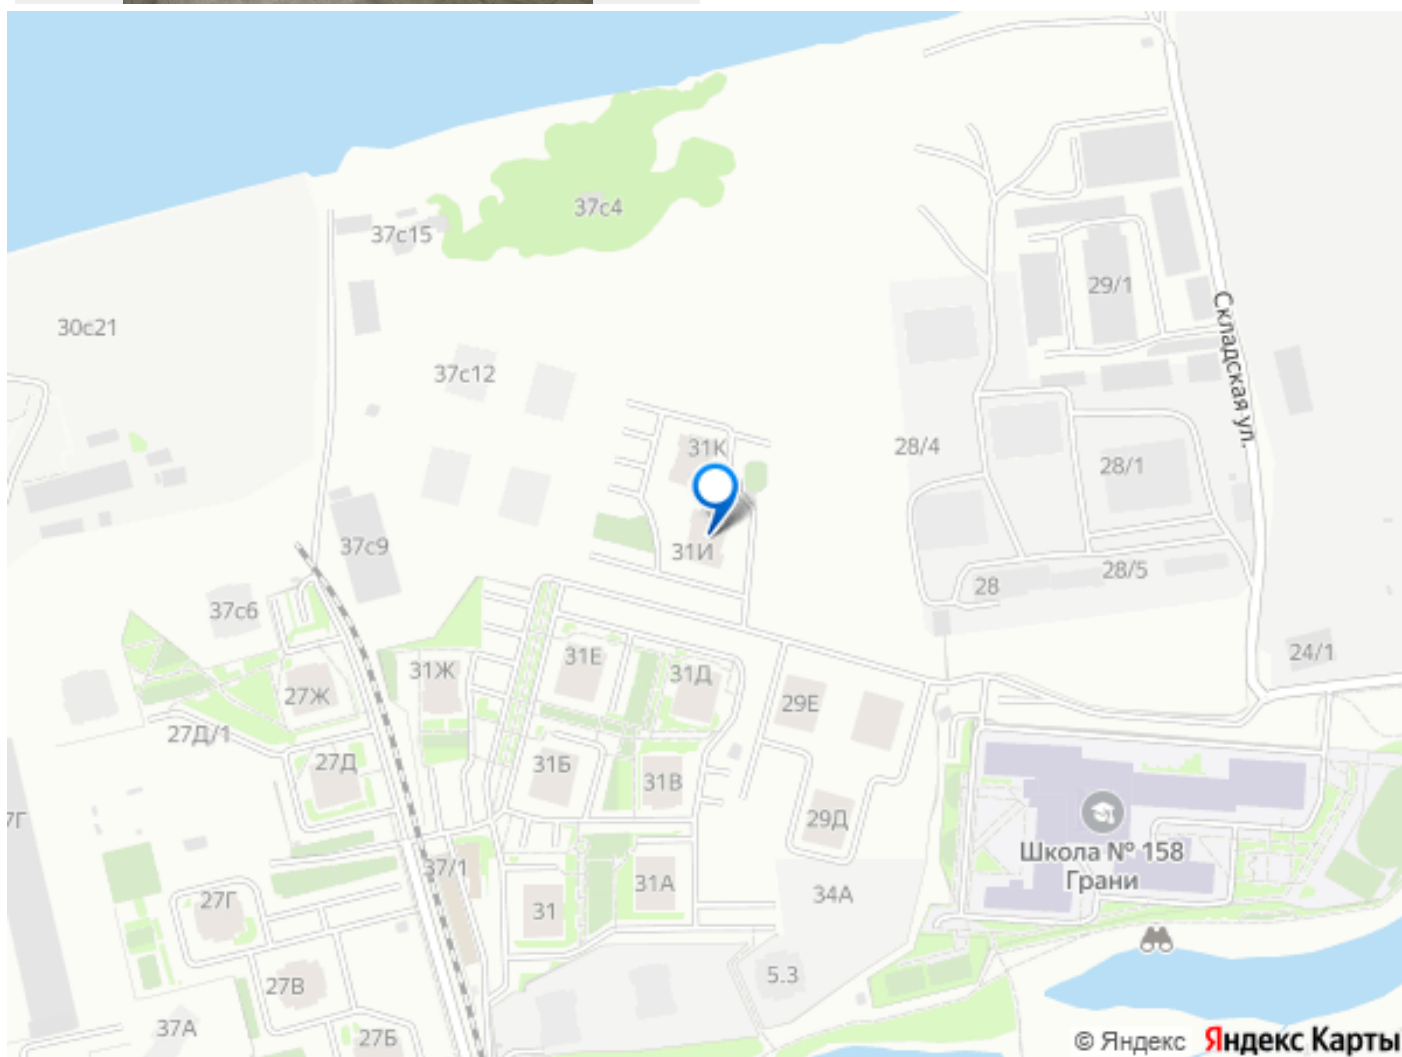 37с4
37с15
29/1
30с21
Складская ул.
37с12
31К
28/4
28/1
37с9
31И
28/5
28
37с6
24/1
31Е
31Ж
31Д
27Ж
29Е
27Д/1
27Д
31Б
31В
29Д
7Г
Школа № 158
Грани
37/1
31А
34А
27Г
31
5.3
27В
37А
27Б
© Яндекс Яндекс Карты